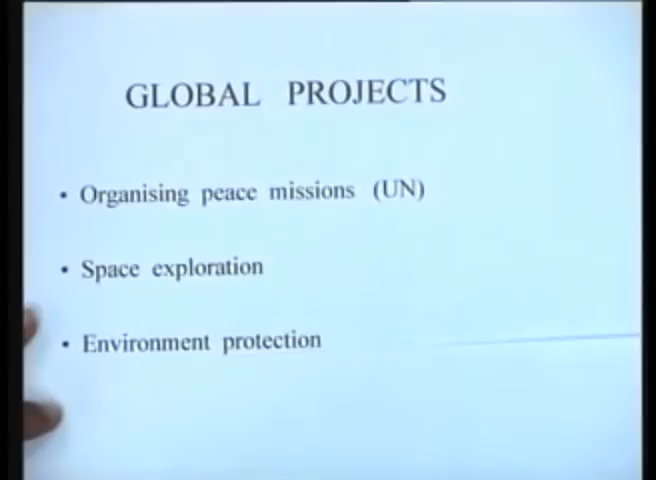 GLOBAL PROJECTS
• Organising peace missions (UN)
• Space exploration
• Environment protection